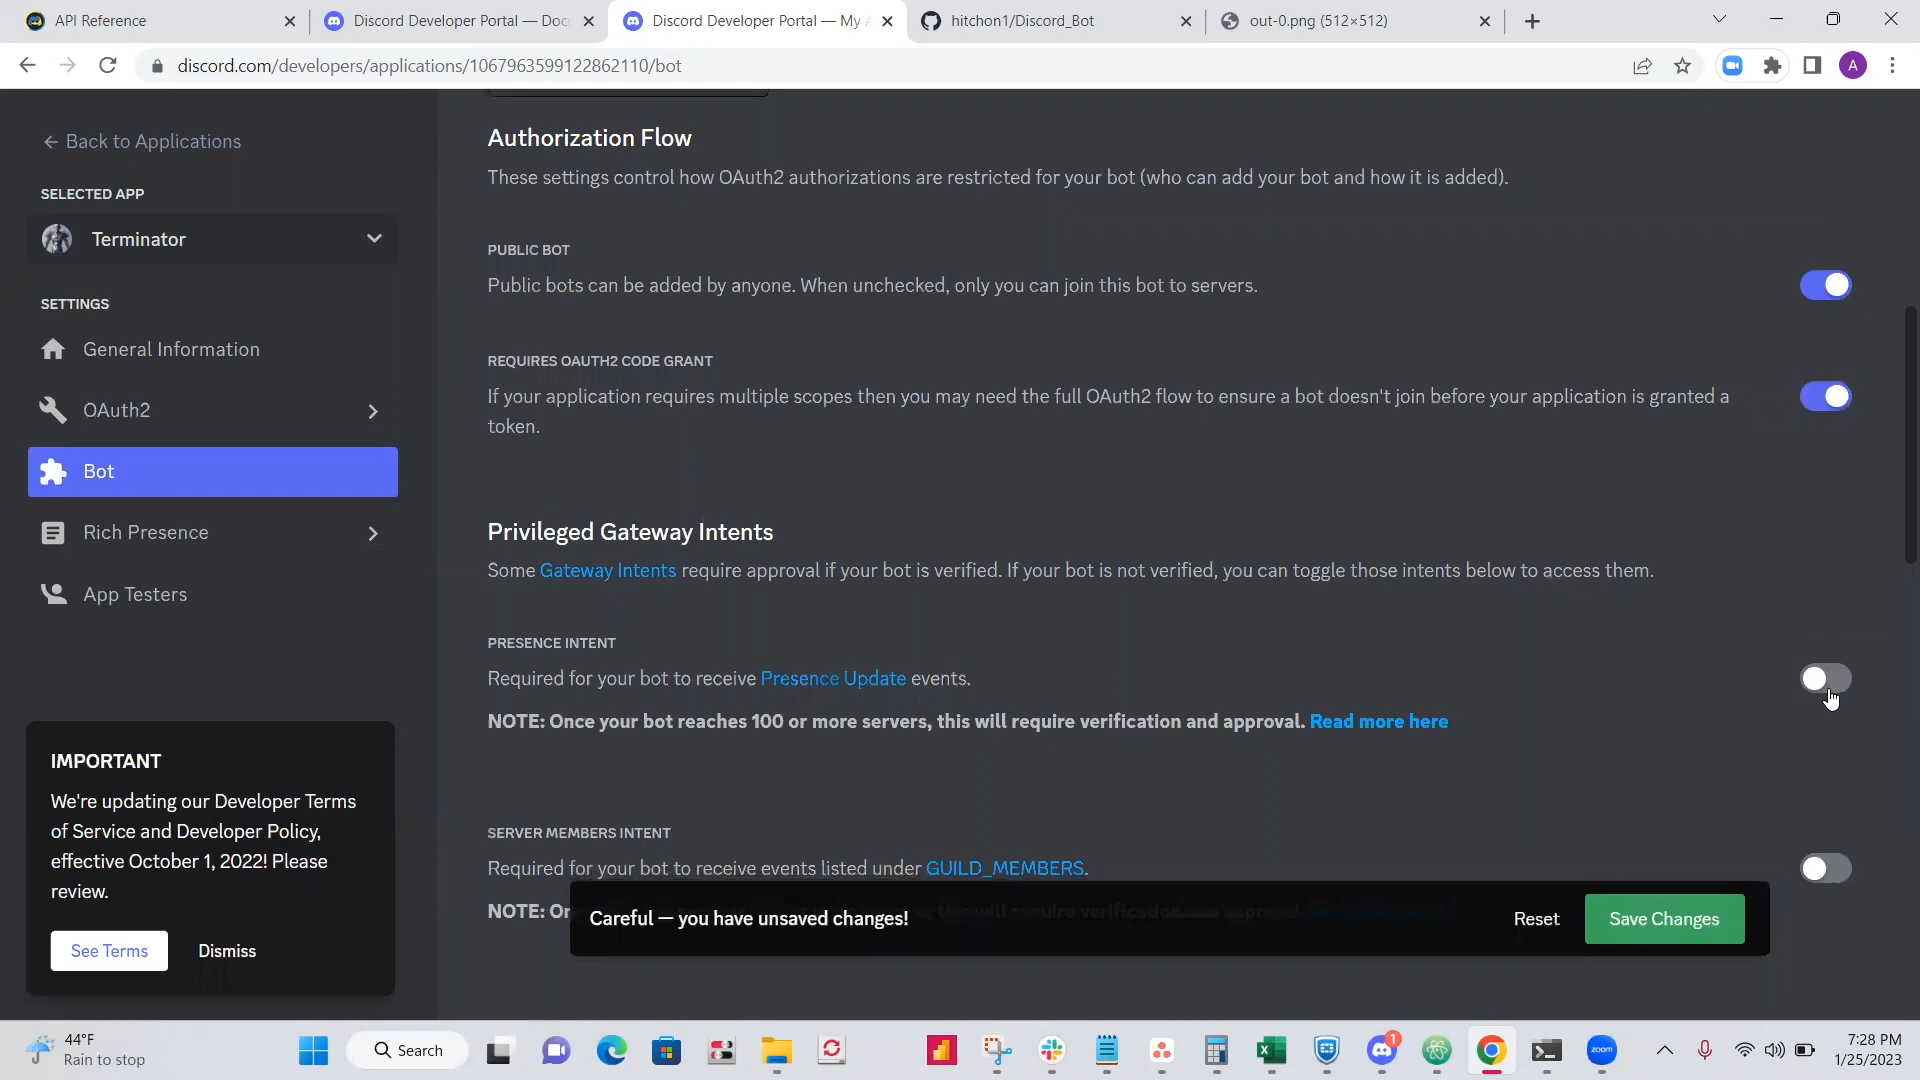 API Reference
Discord Developer Portal — Doc
Discord Developer Portal — My A
hitchon1/Discord_Bot
out-0.png (512×512)
discord.com/developers/applications/1067963599122862110/bot
A
← Back to Applications
SELECTED APP
Terminator
SETTINGS
General Information
OAuth2
Bot
Rich Presence
App Testers
IMPORTANT
We're updating our Developer Terms
of Service and Developer Policy,
effective October 1, 2022! Please
review.
See Terms
Dismiss
Authorization Flow
These settings control how OAuth2 authorizations are restricted for your bot (who can add your bot and how it is added).
PUBLIC BOT
Public bots can be added by anyone. When unchecked, only you can join this bot to servers.
REQUIRES OAUTH2 CODE GRANT
If your application requires multiple scopes then you may need the full OAuth2 flow to ensure a bot doesn't join before your application is granted a
token.
Privileged Gateway Intents
Some Gateway Intents require approval if your bot is verified. If your bot is not verified, you can toggle those intents below to access them.
PRESENCE INTENT
Required for your bot to receive Presence Update events.
NOTE: Once your bot reaches 100 or more servers, this will require verification and approval. Read more here
SERVER MEMBERS INTENT
Required for your bot to receive events listed under GUILD_MEMBERS.
NOTE:
Careful — you have unsaved changes!
Reset
Save Changes
44°F
Rain to stop
Search
1
zoom
7:28 PM
1/25/2023